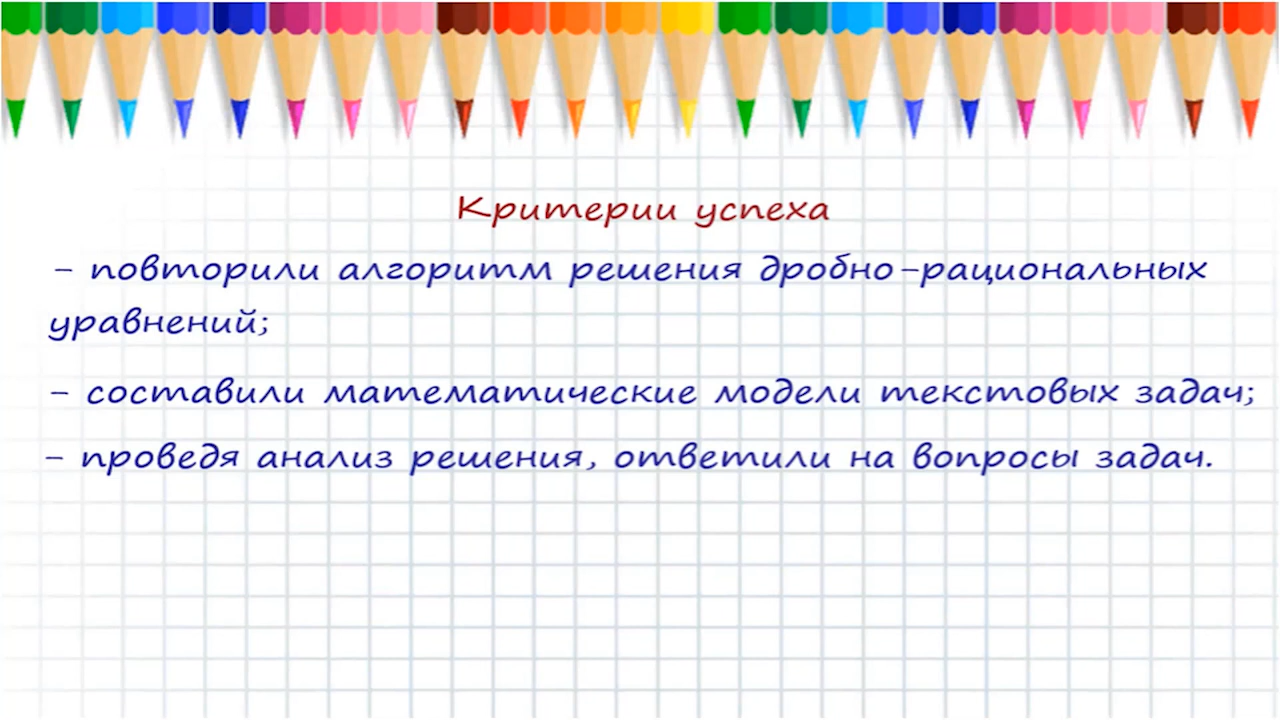 Критерии успеха
- повторили алгоритм решения дробно-рациональных
уравнений;
- составили математические модели текстовых задач;
- проведя анализ решения, ответили на вопросы задач.